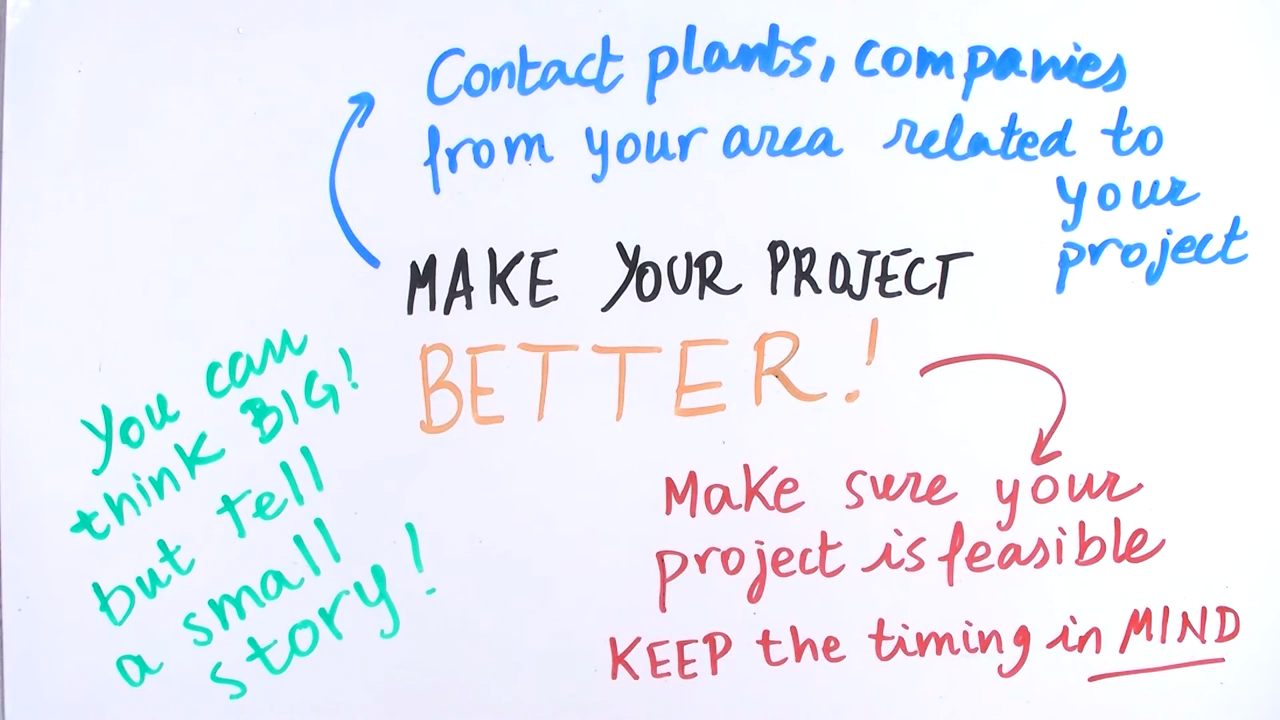 Contact plants, companies
from your area related to
your
project
MAKE YOUR PROJECT
BETTER!
You can
think BIG!
but tell
a small
story!
Make sure your
project is feasible
KEEP the timing in MIND